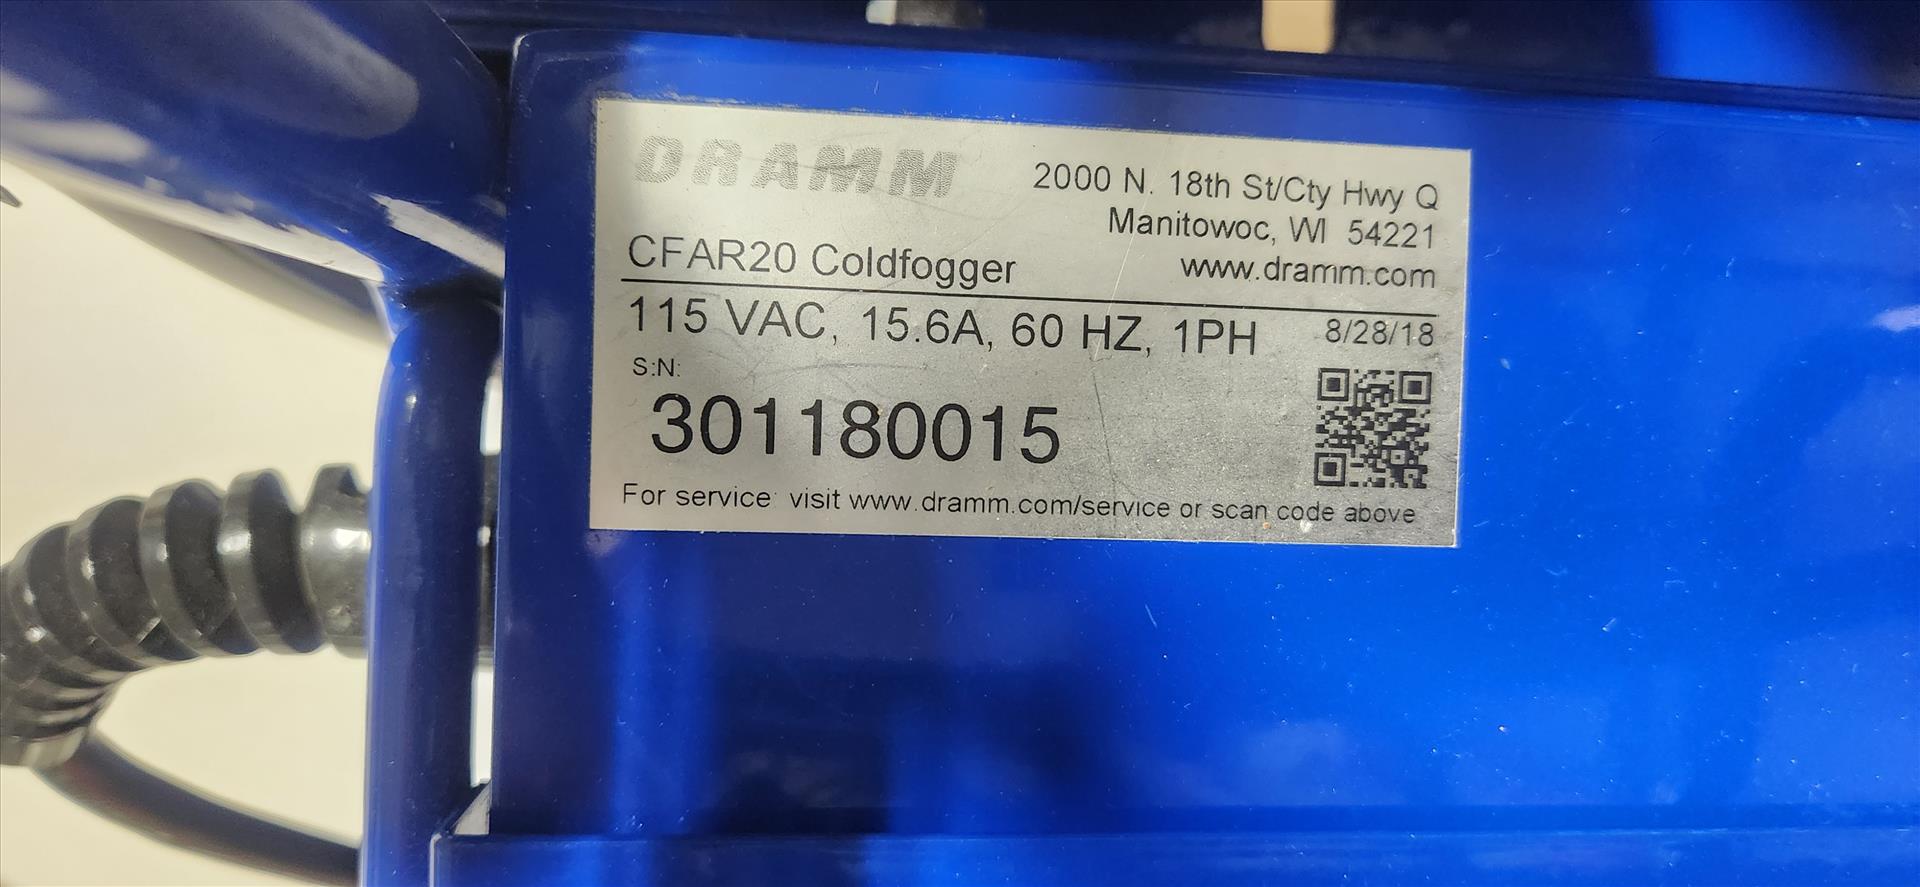 DRAMM
2000 N. 18th St/Cty Hwy Q
Manitowoc, WI 54221
www.dramm.com
CFAR20 Coldfogger
115 VAC, 15.6A, 60 HZ, 1PH
8/28/18
S:N:
301180015
For service visit www.dramm.com/service or scan code above